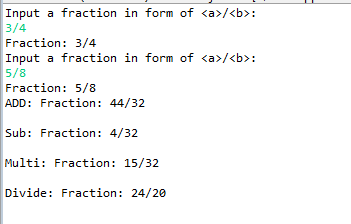 Input a fraction in form of <a>/<b>:
3/4
Fraction: 3/4
Input a fraction in form of <a>/<b>:
5/8
Fraction: 5/8
ADD: Fraction: 44/32
Sub: Fraction: 4/32
Multi: Fraction: 15/32
Divide: Fraction: 24/20